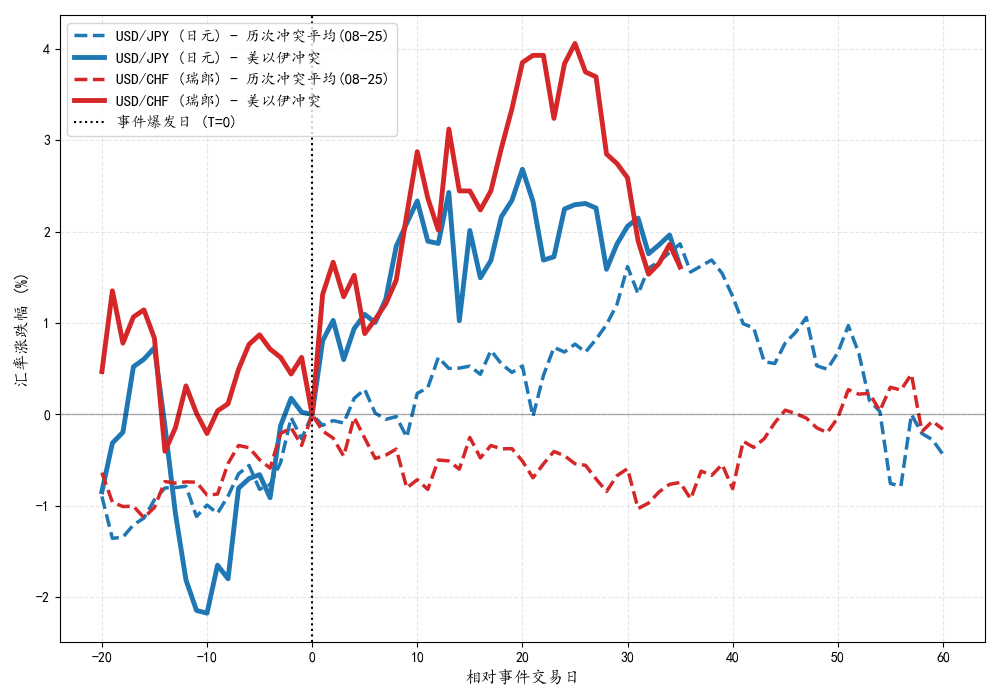 USD/JPY (日元) - 历次冲突平均(08-25)
USD/JPY (日元) - 美以伊冲突
USD/CHF (瑞郎) - 历次冲突平均(08-25)
USD/CHF (瑞郎) - 美以伊冲突
事件爆发日 (T=0)
汇率涨跌幅 (%)
4
3
2
1
0
-1
-2
-20
-10
0
10
20
30
40
50
60
相对事件交易日